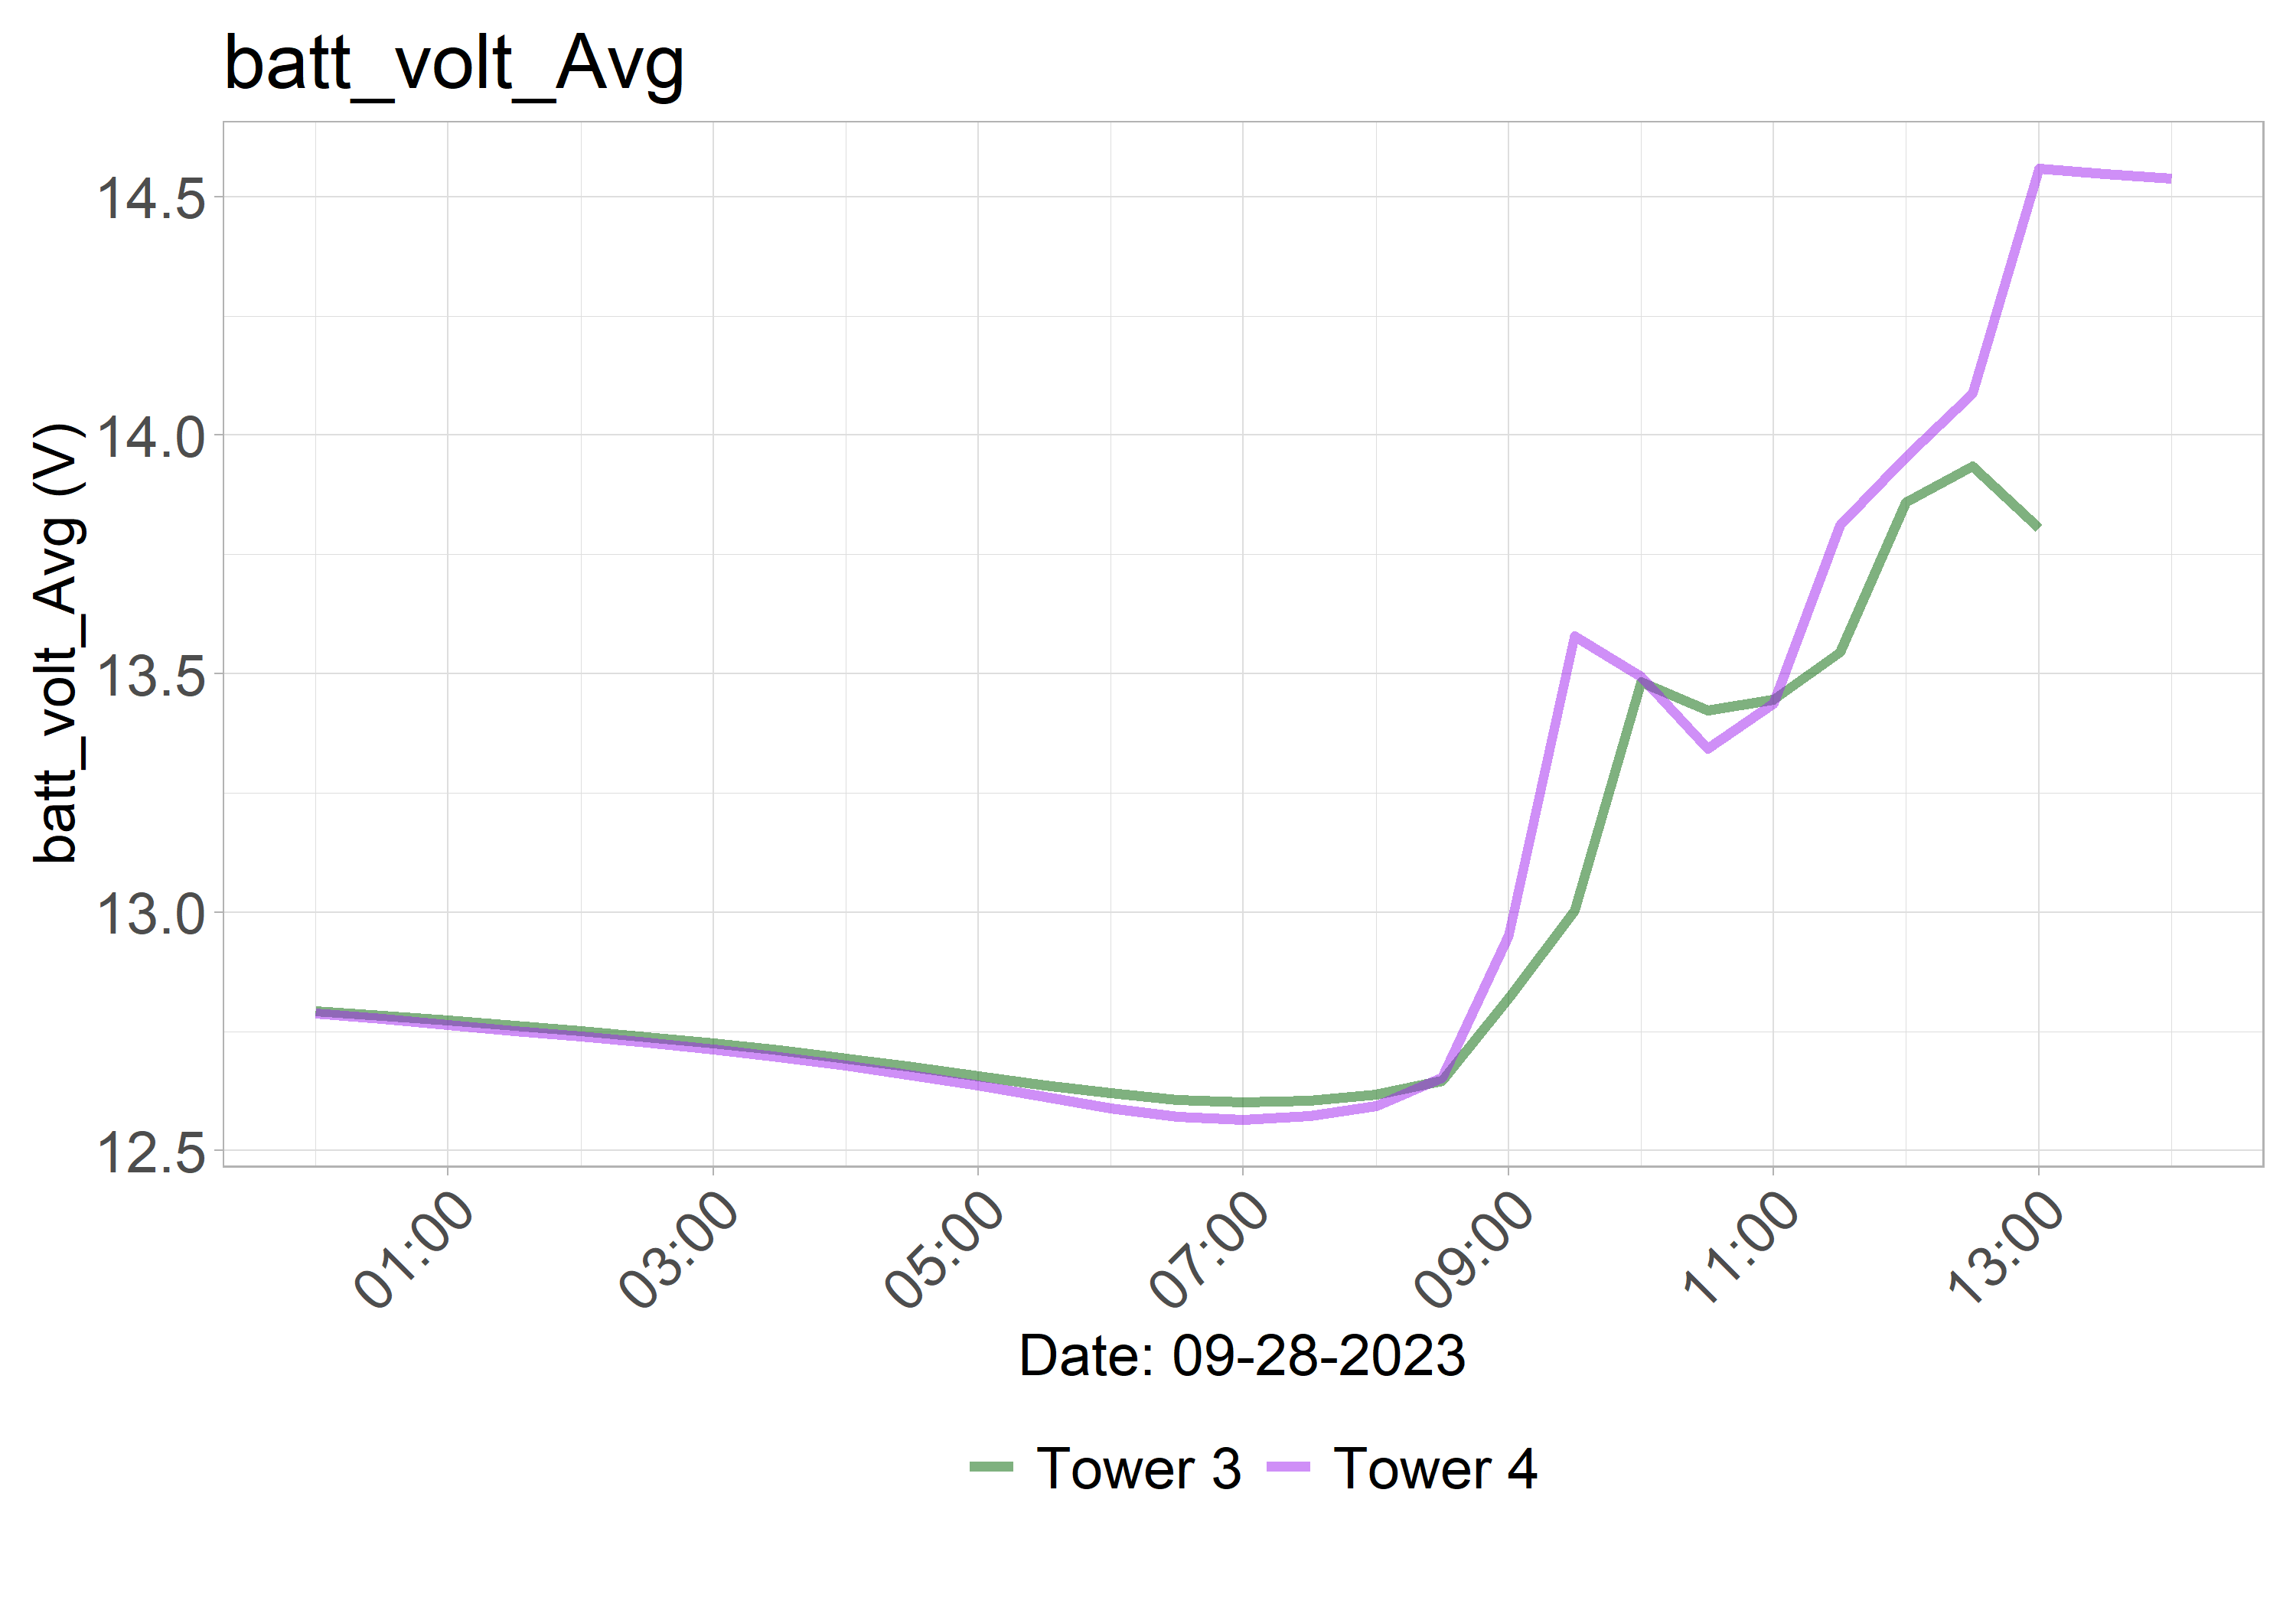 batt_volt_Avg
batt_volt_Avg (V)
14.5
14.0
13.5
13.0
12.5
01:00 03:00 05:00 07:00 09:00 11:00 13:00
Date: 09-28-2023
Tower 3 Tower 4